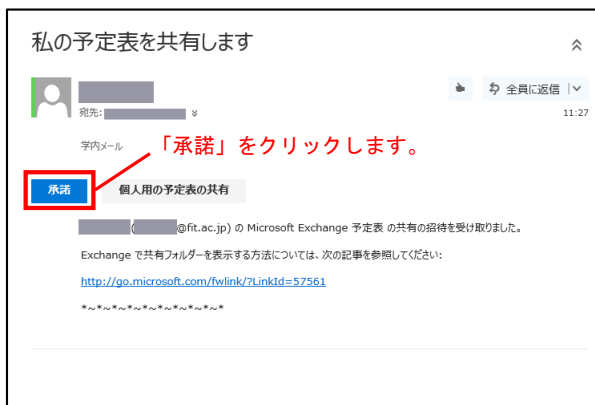 私の予定表を共有します
全員に返信
宛先:
11:27
学内メール
「承諾」をクリックします。
承諾 個人用の予定表の共有
( @fit.ac.jp) の Microsoft Exchange 予定表 の共有の招待を受け取りました。
Exchange で共有フォルダーを表示する方法については、次の記事を参照してください:
http://go.microsoft.com/fwlink/?LinkId=57561
*~*~*~*~*~*~*~*~*~*